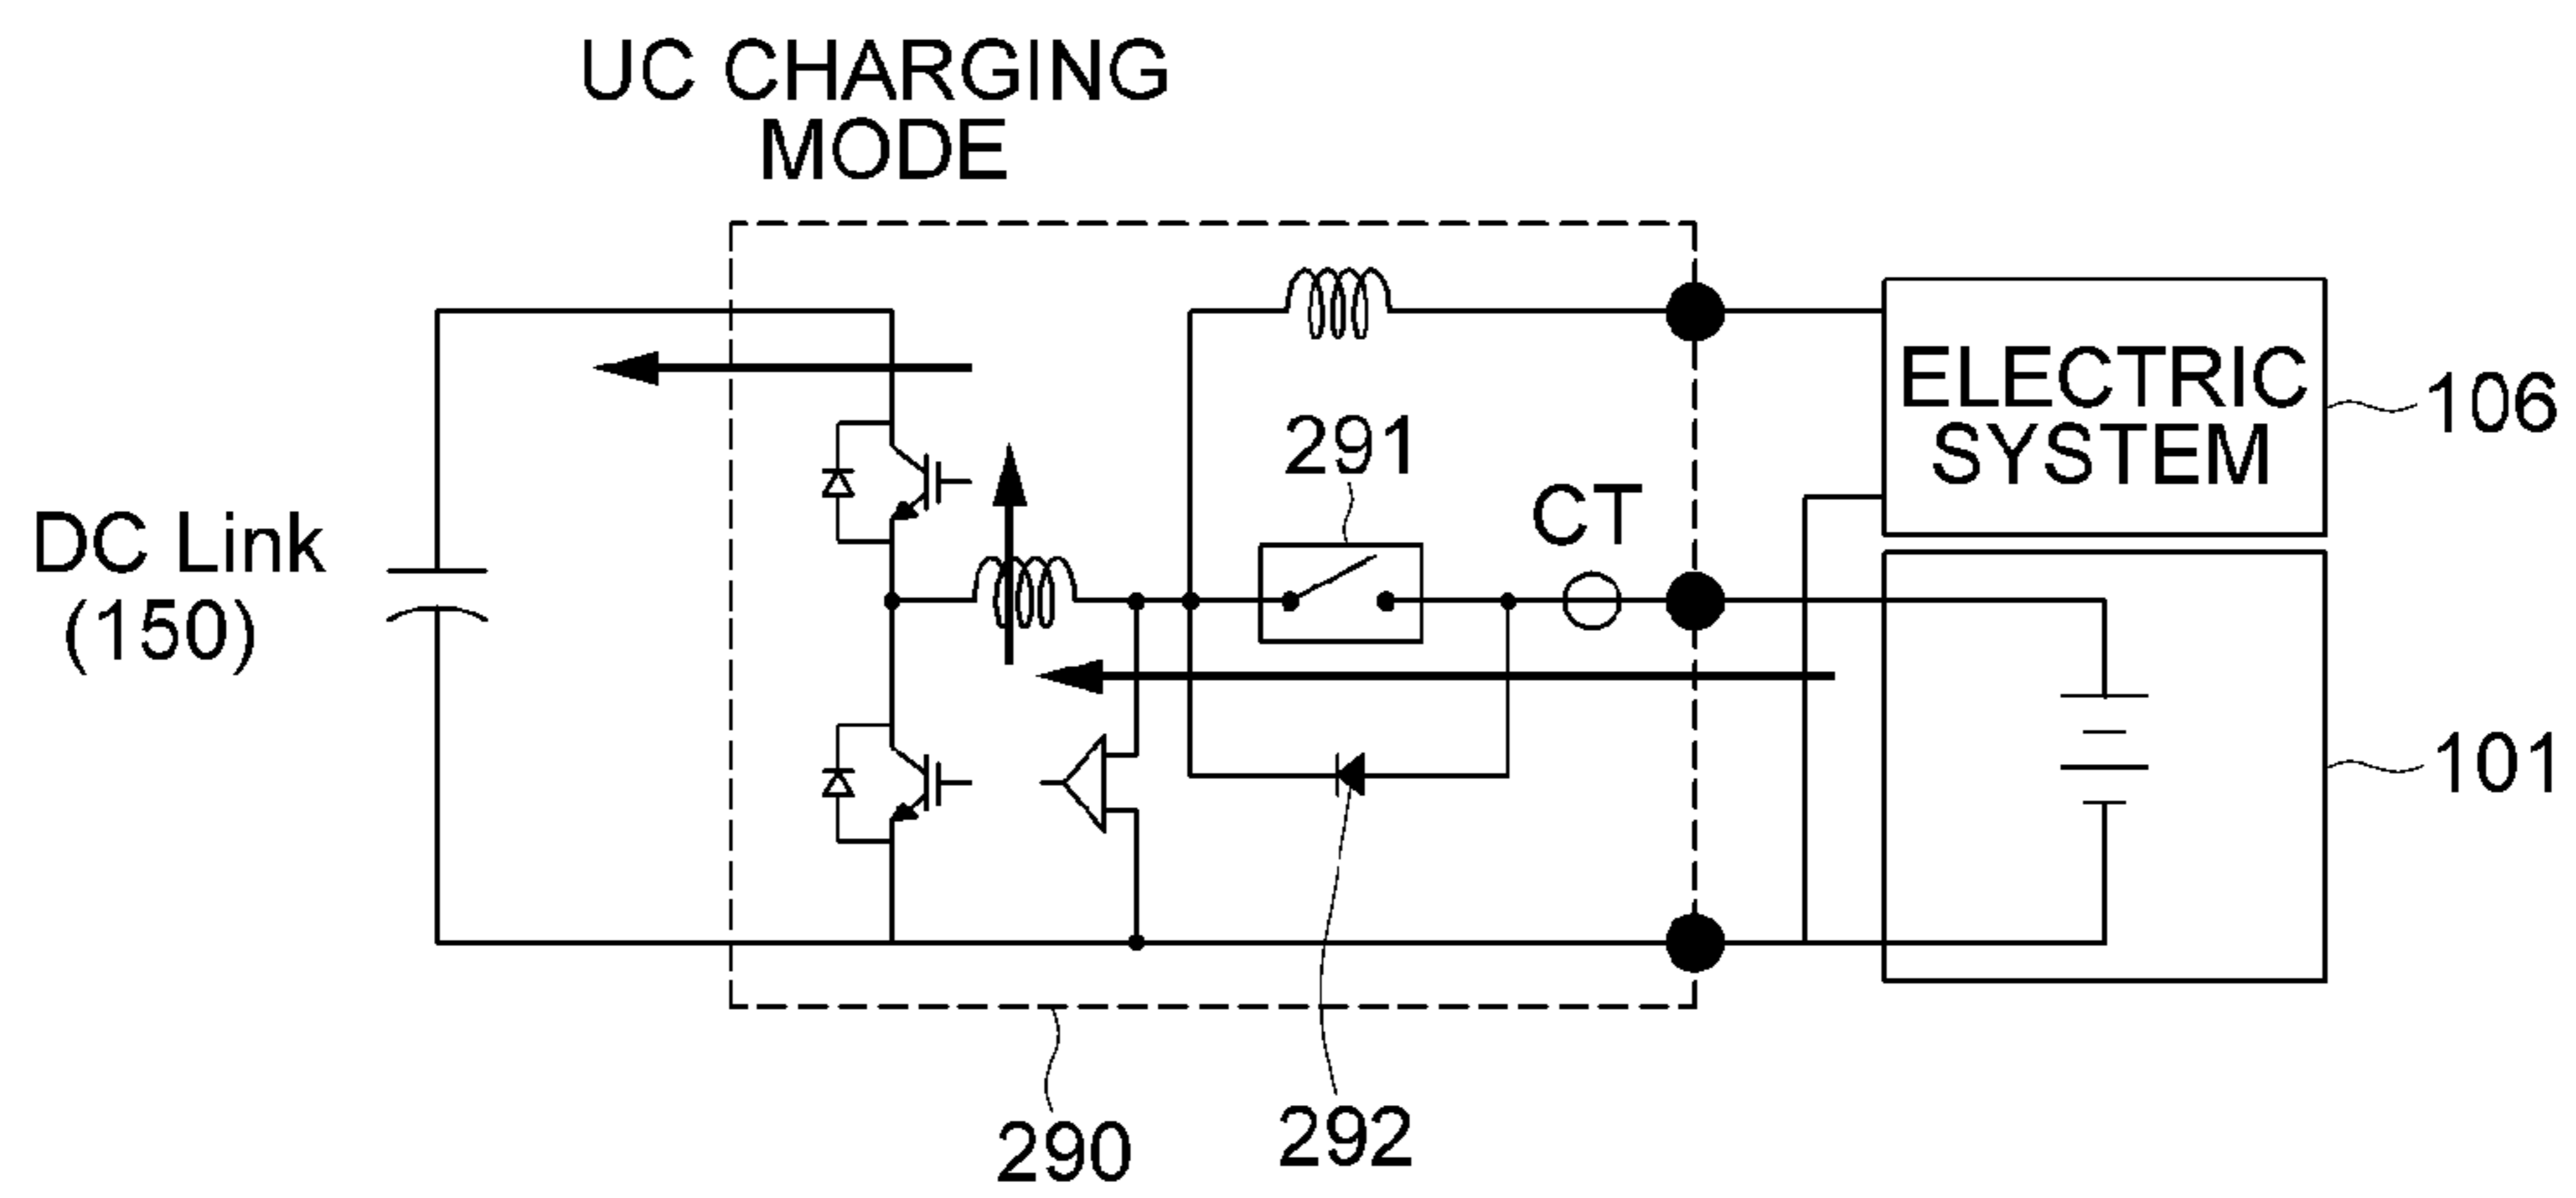 UC CHARGING
MODE
ELECTRIC
SYSTEM
106
291
CT
DC Link
(150)
101
290
292